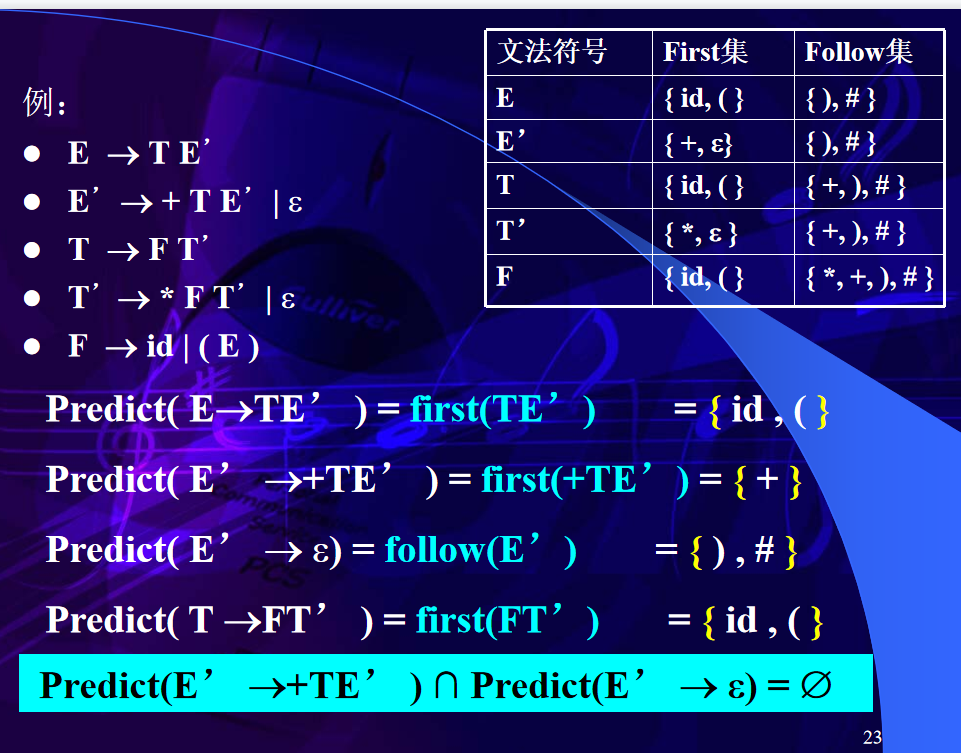 例：
E → T E’
E’ → + T E’ | ε
T → F T’
T’ → * F T’ | ε
F → id | ( E )
文法符号 First集 Follow集
E { id, ( } { ), # }
E’ { +, ε} { ), # }
T { id, ( } { +, ), # }
T’ { *, ε } { +, ), # }
F { id, ( } { *, +, ), # }
Predict( E→TE’ ) = first(TE’ ) = { id , ( }
Predict( E’ →+TE’ ) = first(+TE’ ) = { + }
Predict( E’ → ε) = follow(E’ ) = { ) , # }
Predict( T →FT’ ) = first(FT’ ) = { id , ( }
Predict(E’ →+TE’ ) ∩ Predict(E’ → ε) = ∅
23